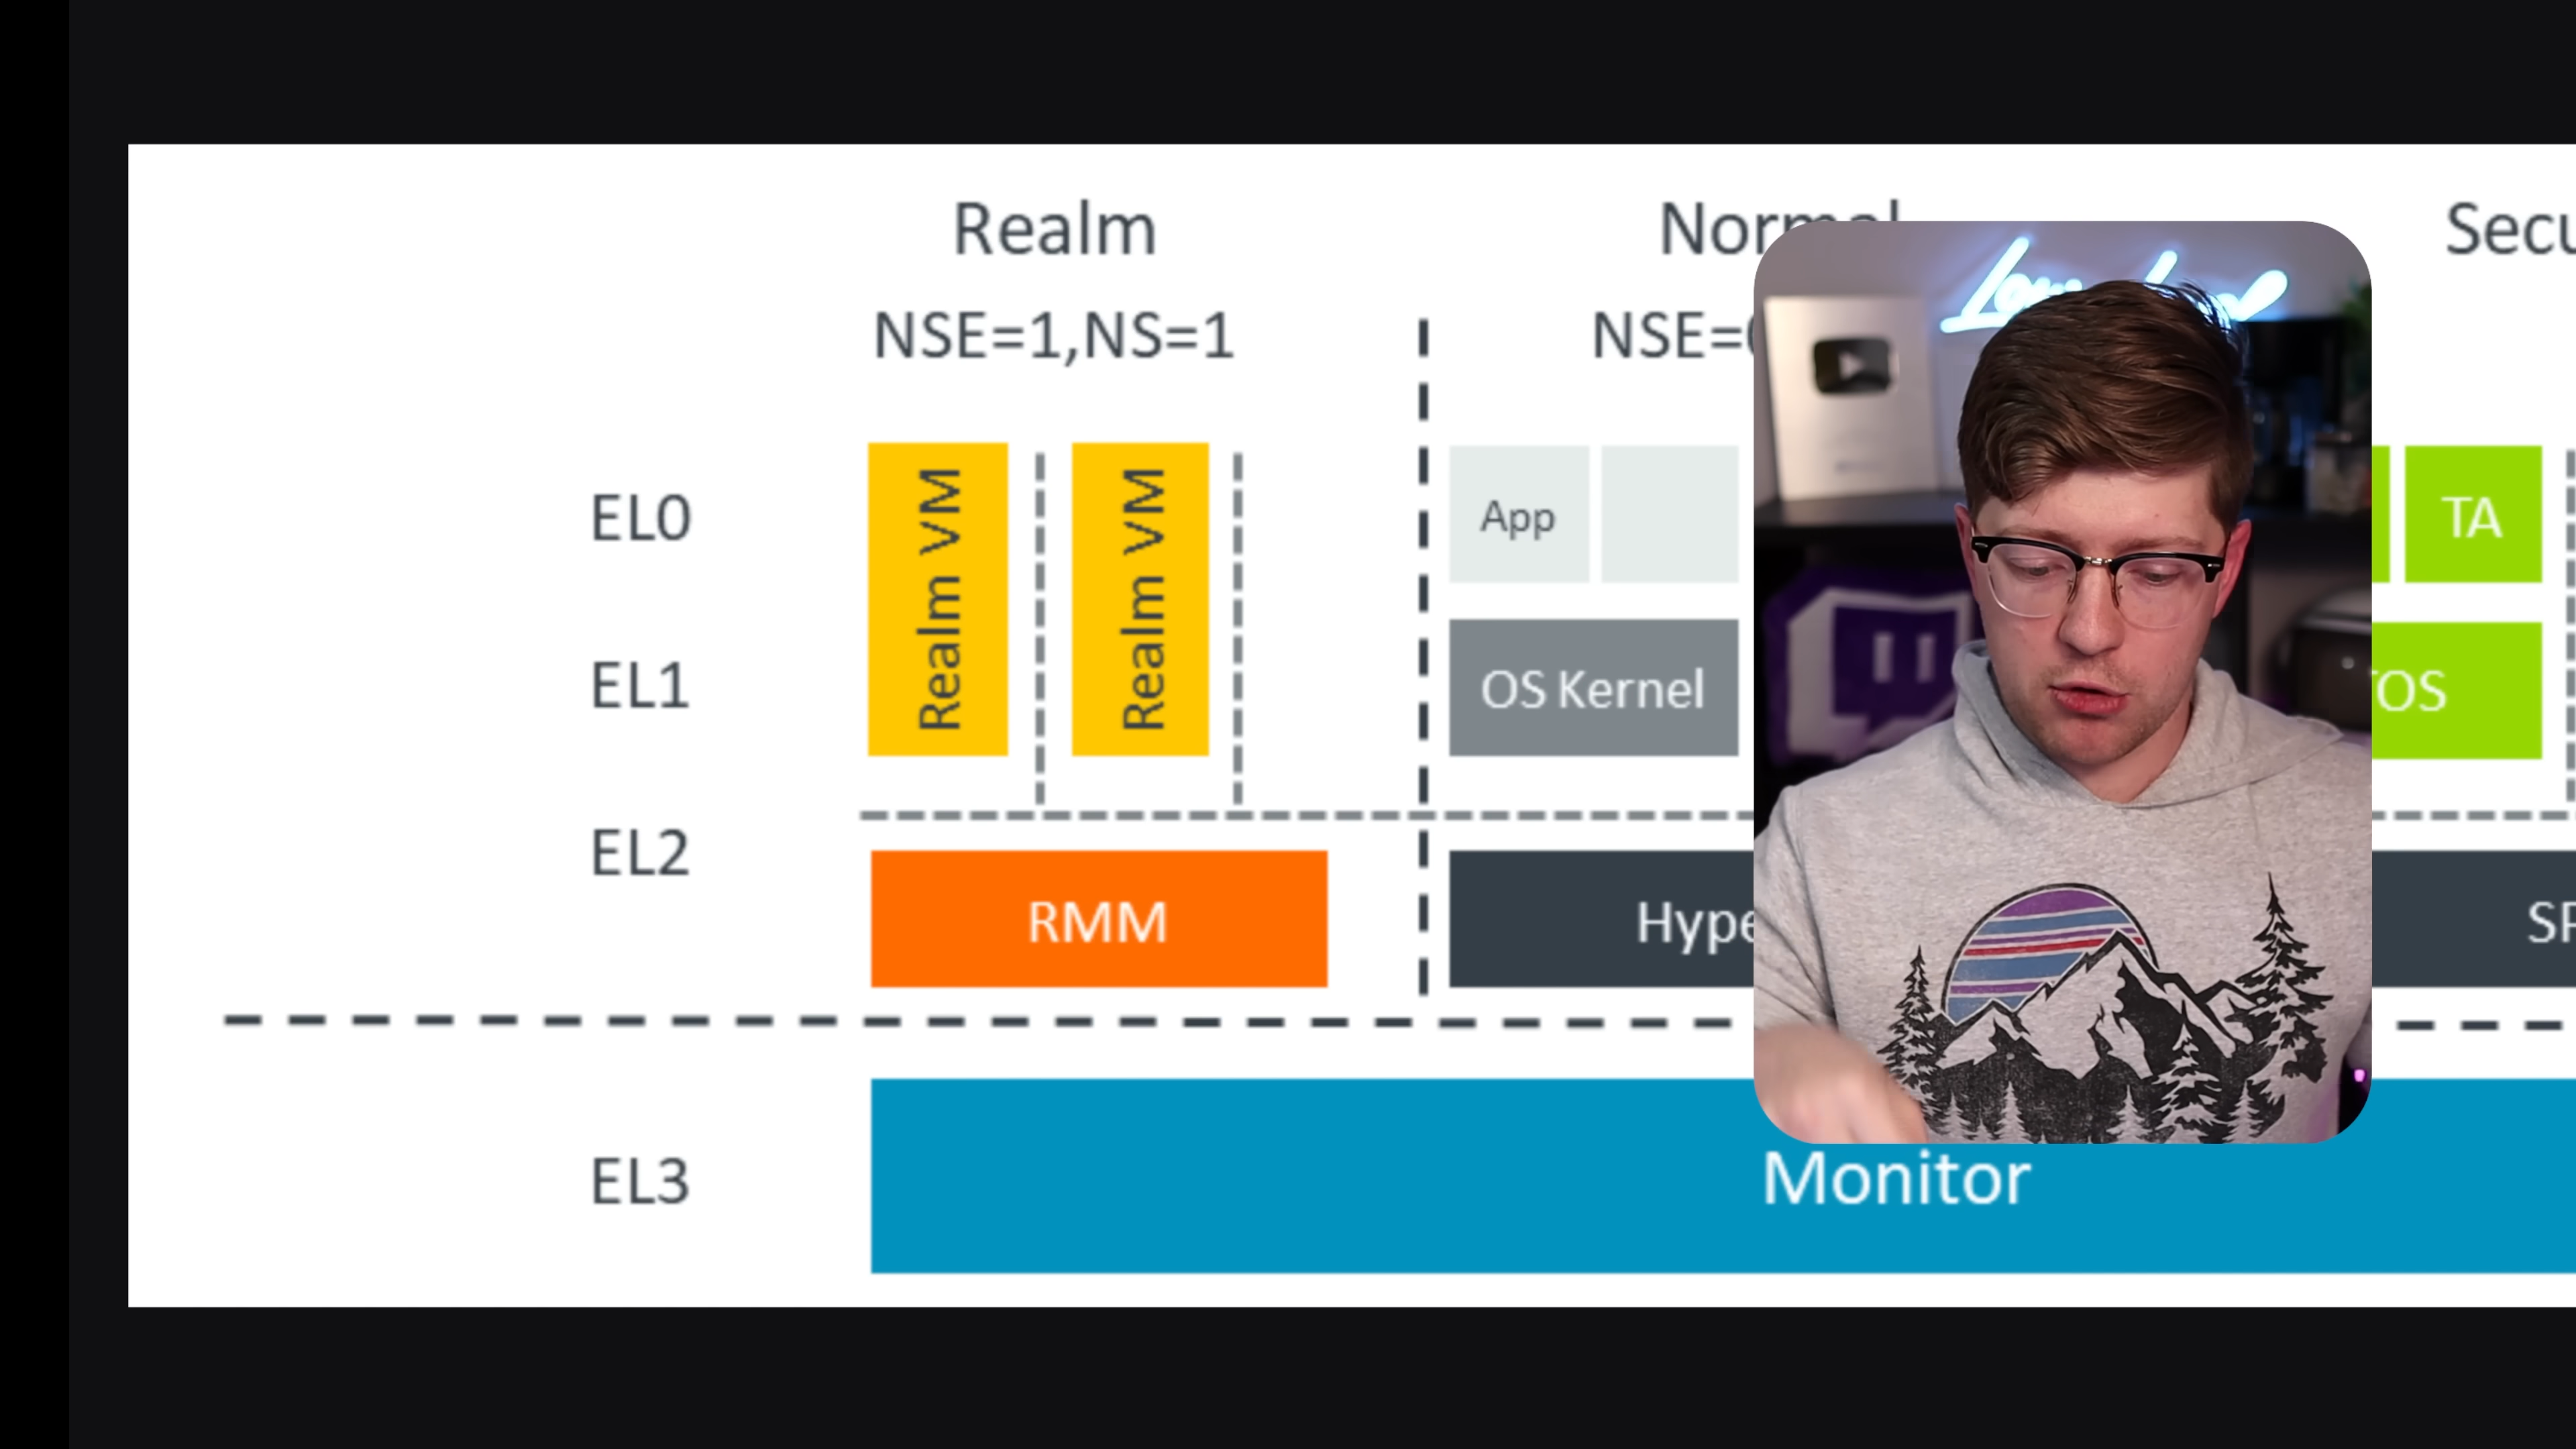 Realm
NSE=1,NS=1
EL0
Realm VM
Realm VM
App
TA
EL1
OS Kernel
EL2
RMM
EL3
Monitor